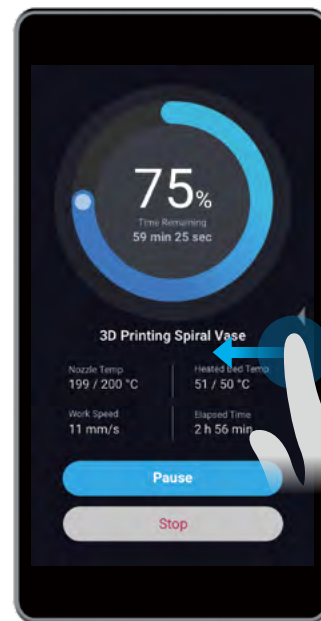 75%
Time Remaining
59 min 25 sec
3D Printing Spiral Vase
Nozzle Temp
199 / 200 °C
Heated Bed Temp
51 / 50 °C
Work Speed
11 mm/s
Elapsed Time
2 h 56 min
Pause
Stop